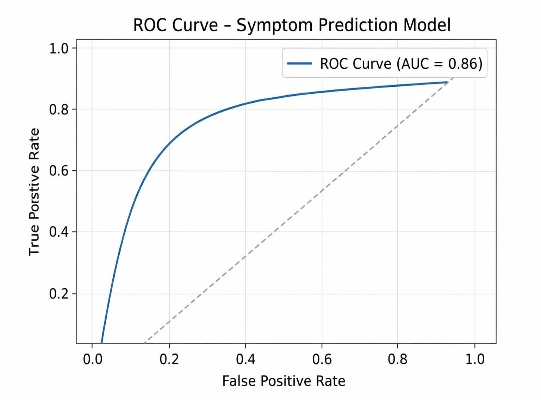 ROC Curve – Symptom Prediction Model
ROC Curve (AUC = 0.86)
1.0
0.8
0.6
0.4
0.2
True Porstive Rate
0.0 0.2 0.4 0.6 0.8 1.0
False Positive Rate